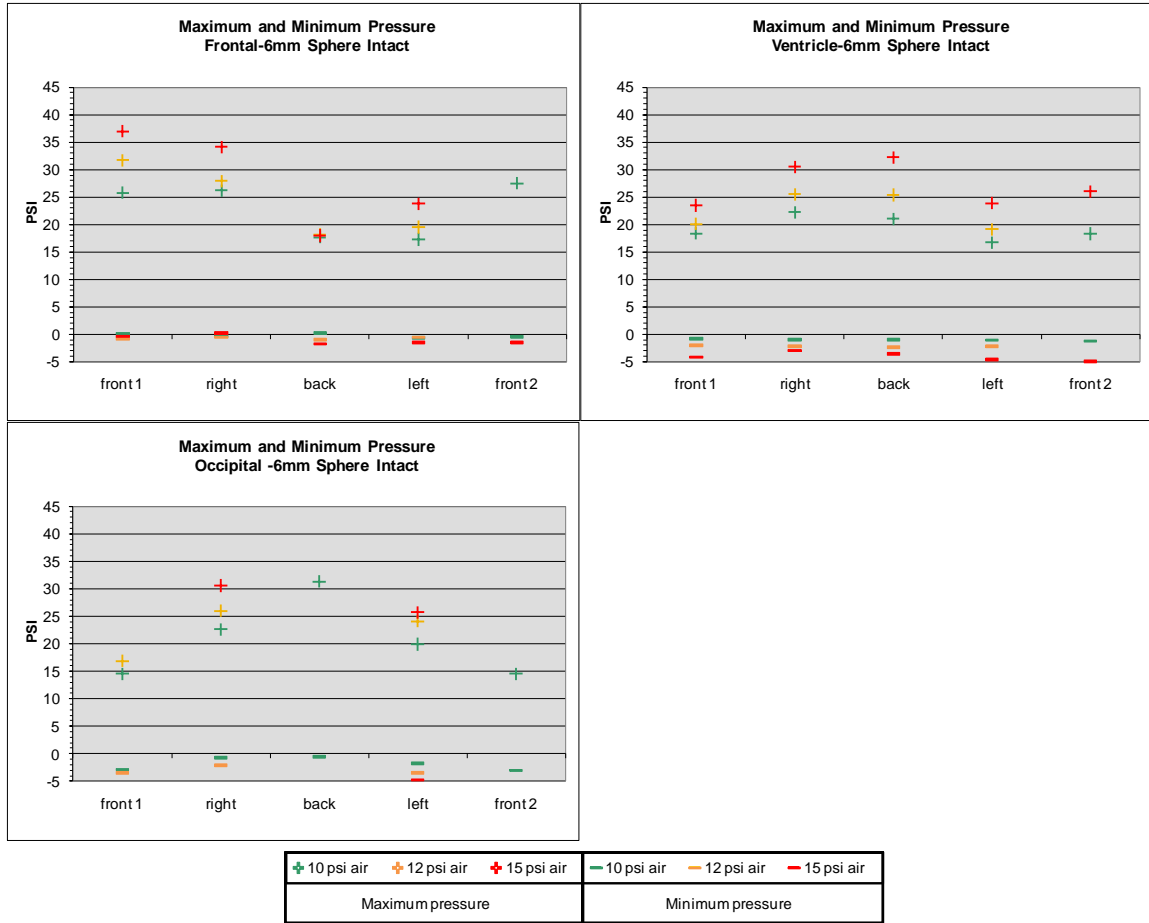 Maximum and Minimum Pressure
Frontal-6mm Sphere Intact
PSI
45
40
35
30
25
20
15
10
5
0
-5
front 1 right back left front 2
Maximum and Minimum Pressure
Ventricle-6mm Sphere Intact
PSI
45
40
35
30
25
20
15
10
5
0
-5
front 1 right back left front 2
Maximum and Minimum Pressure
Occipital -6mm Sphere Intact
PSI
45
40
35
30
25
20
15
10
5
0
-5
front 1 right back left front 2
10 psi air 12 psi air 15 psi air 10 psi air 12 psi air 15 psi air
Maximum pressure Minimum pressure